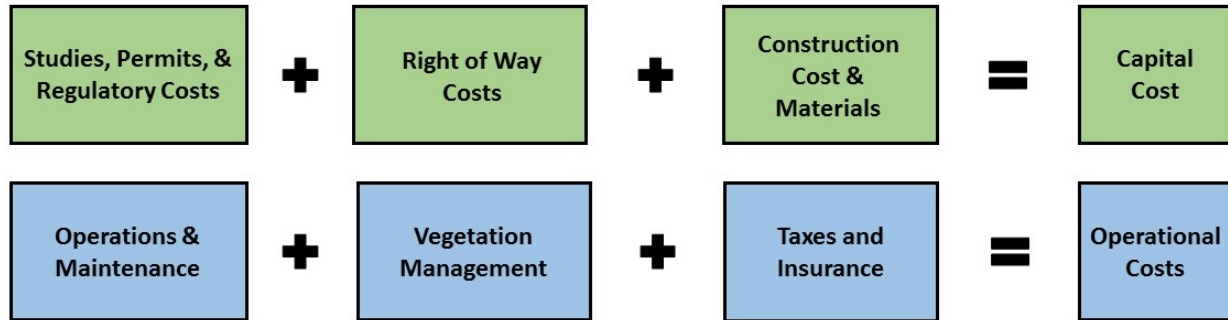 Studies, Permits, &
Regulatory Costs
+
Right of Way
Costs
+
Construction
Cost &
Materials
=
Capital
Cost
Operations &
Maintenance
+
Vegetation
Management
+
Taxes and
Insurance
=
Operational
Costs